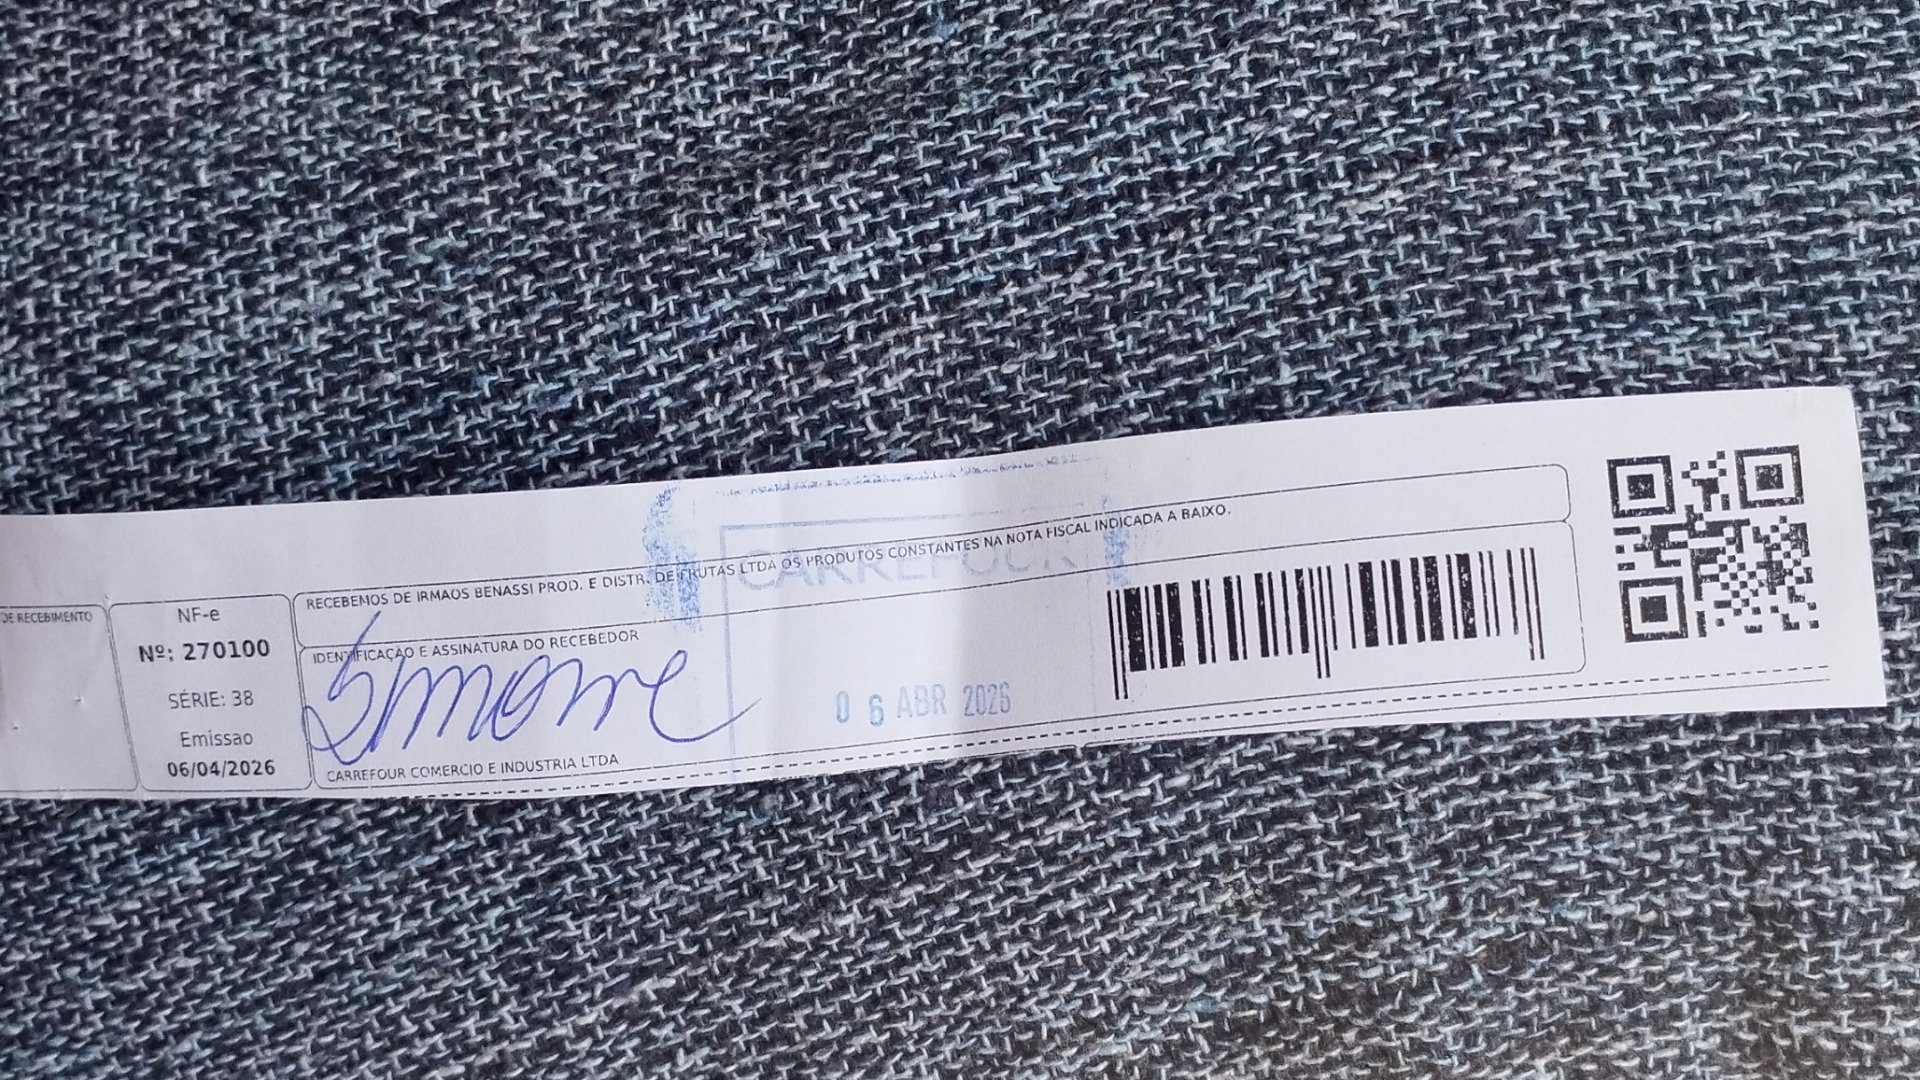 RECEBEMOS DE IRMAOS BENASSI PROD. E DISTR. DE FRUTAS LTDA OS PRODUTOS CONSTANTES NA NOTA FISCAL INDICADA A BAIXO.
DE RECEBIMENTO
IDENTIFICAÇÃO E ASSINATURA DO RECEBEDOR
Simone
CARREFOUR COMERCIO E INDUSTRIA LTDA
NF-e
Nº: 270100
SÉRIE: 38
Emissao
06/04/2026
CARREFOUR
06 ABR 2026